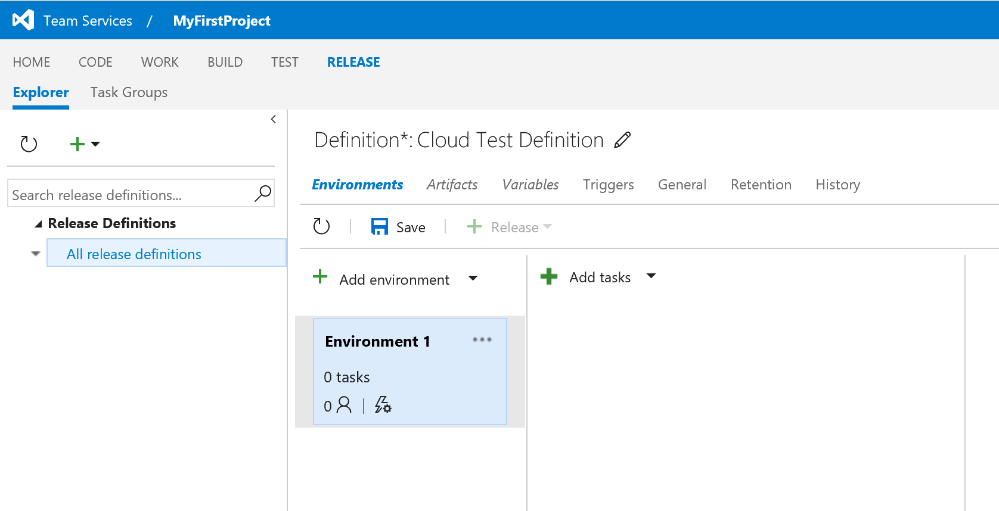 Team Services / MyFirstProject
HOME CODE WORK BUILD TEST RELEASE
Explorer Task Groups
Search release definitions...
Release Definitions
All release definitions
Definition*: Cloud Test Definition
Environments Artifacts Variables Triggers General Retention History
Save Release
Add environment
Add tasks
Environment 1
0 tasks
0